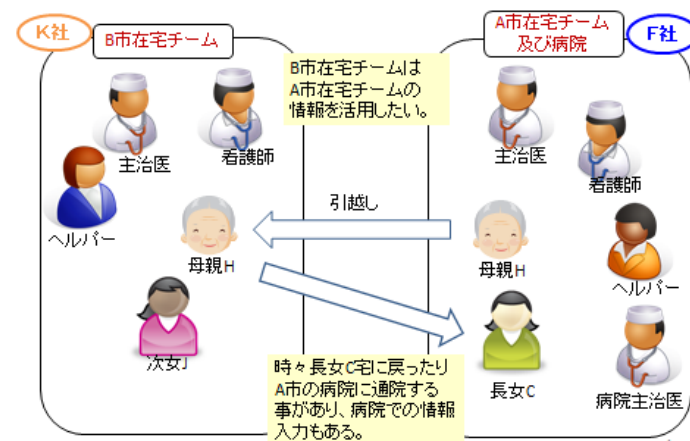 K社
B市在宅チーム
A市在宅チーム
及び病院
F社
B市在宅チームは
A市在宅チームの
情報を活用したい。
主治医
看護師
ヘルパー
母親H
次女J
引越し
主治医
看護師
母親H
ヘルパー
長女C
病院主治医
時々長女C宅に戻ったり
A市の病院に通院する
事があり、病院での情報
入力もある。